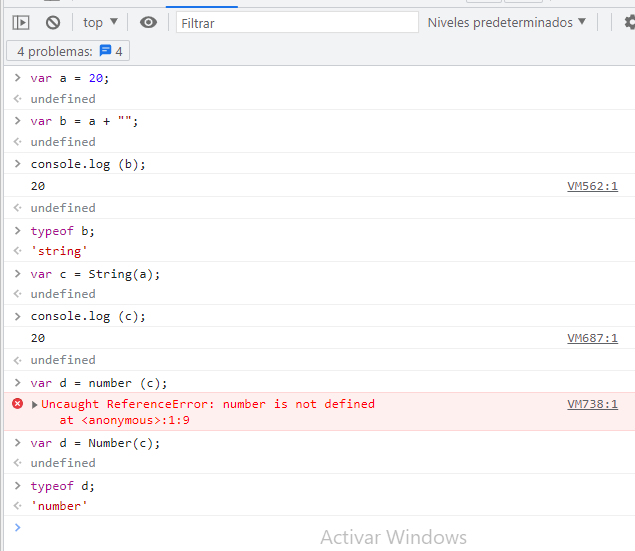 top ▼ Filtrar Niveles predeterminados ▼
4 problemas: 4
> var a = 20;
<· undefined
> var b = a + "";
<· undefined
> console.log (b);
20 VM562:1
<· undefined
> typeof b;
<· 'string'
> var c = String(a);
<· undefined
> console.log (c);
20 VM687:1
<· undefined
> var d = number (c);
▶Uncaught ReferenceError: number is not defined VM738:1
at <anonymous>:1:9
> var d = Number(c);
<· undefined
> typeof d;
<· 'number'
>
Activar Windows